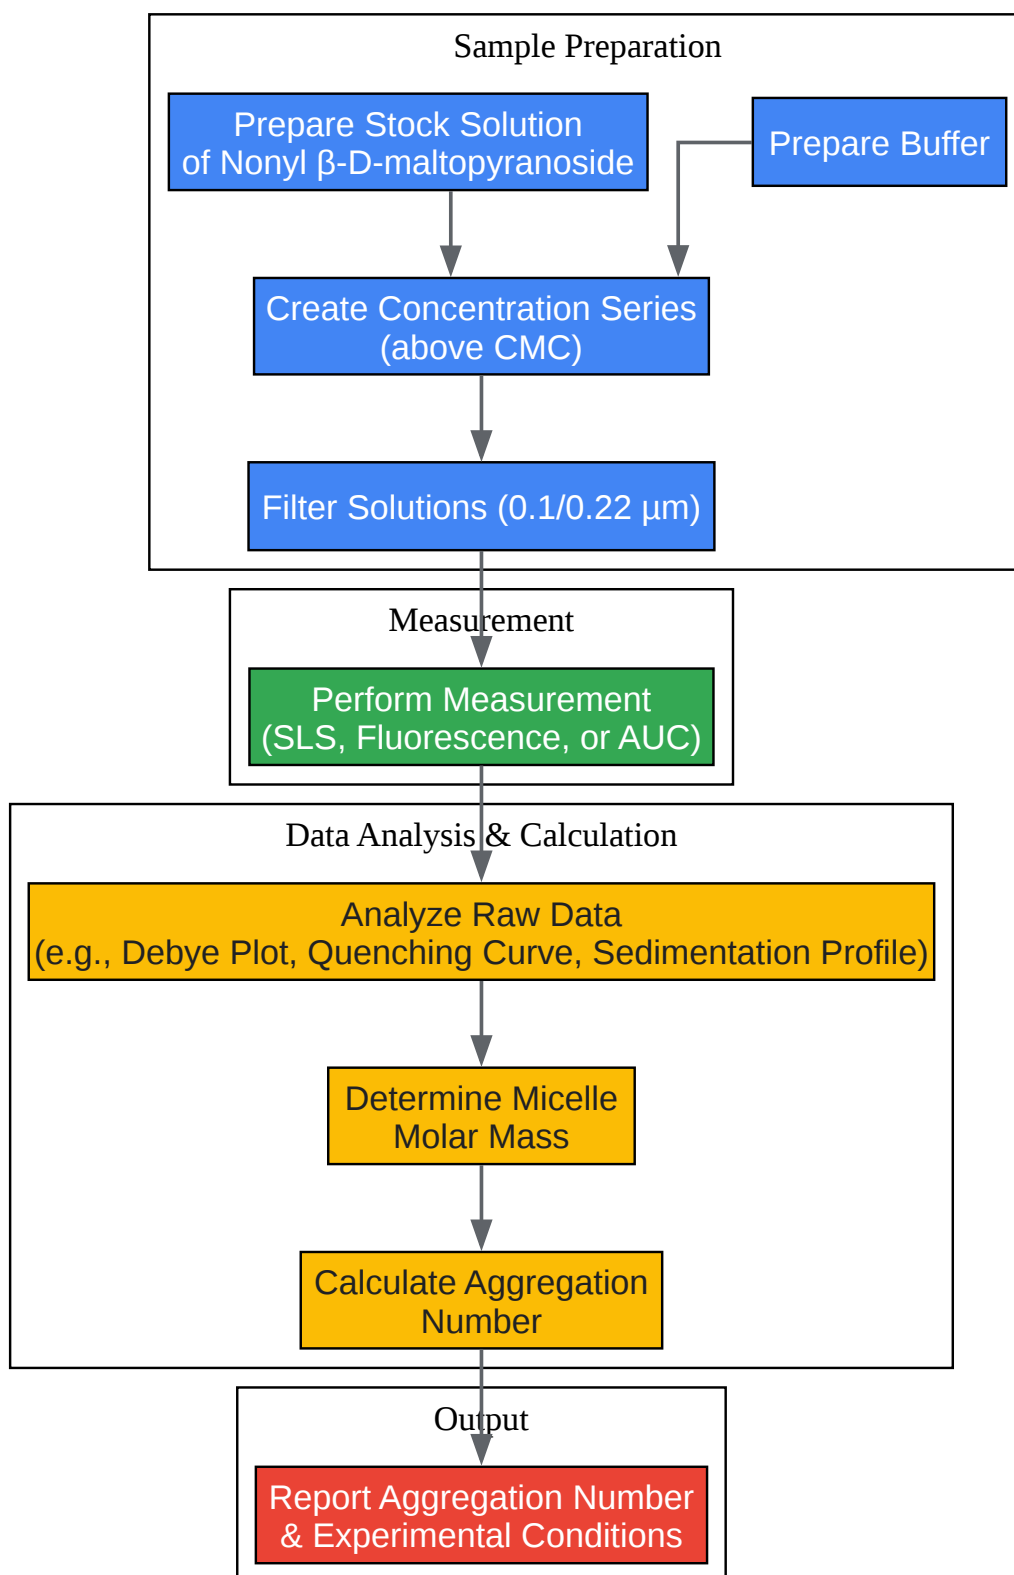 Sample Preparation
Prepare Stock Solution
of Nonyl β-D-maltopyranoside
Prepare Buffer
Create Concentration Series
(above CMC)
Filter Solutions (0.1/0.22 µm)
Measurement
Perform Measurement
(SLS, Fluorescence, or AUC)
Data Analysis & Calculation
Analyze Raw Data
(e.g., Debye Plot, Quenching Curve, Sedimentation Profile)
Determine Micelle
Molar Mass
Calculate Aggregation
Number
Output
Report Aggregation Number
& Experimental Conditions